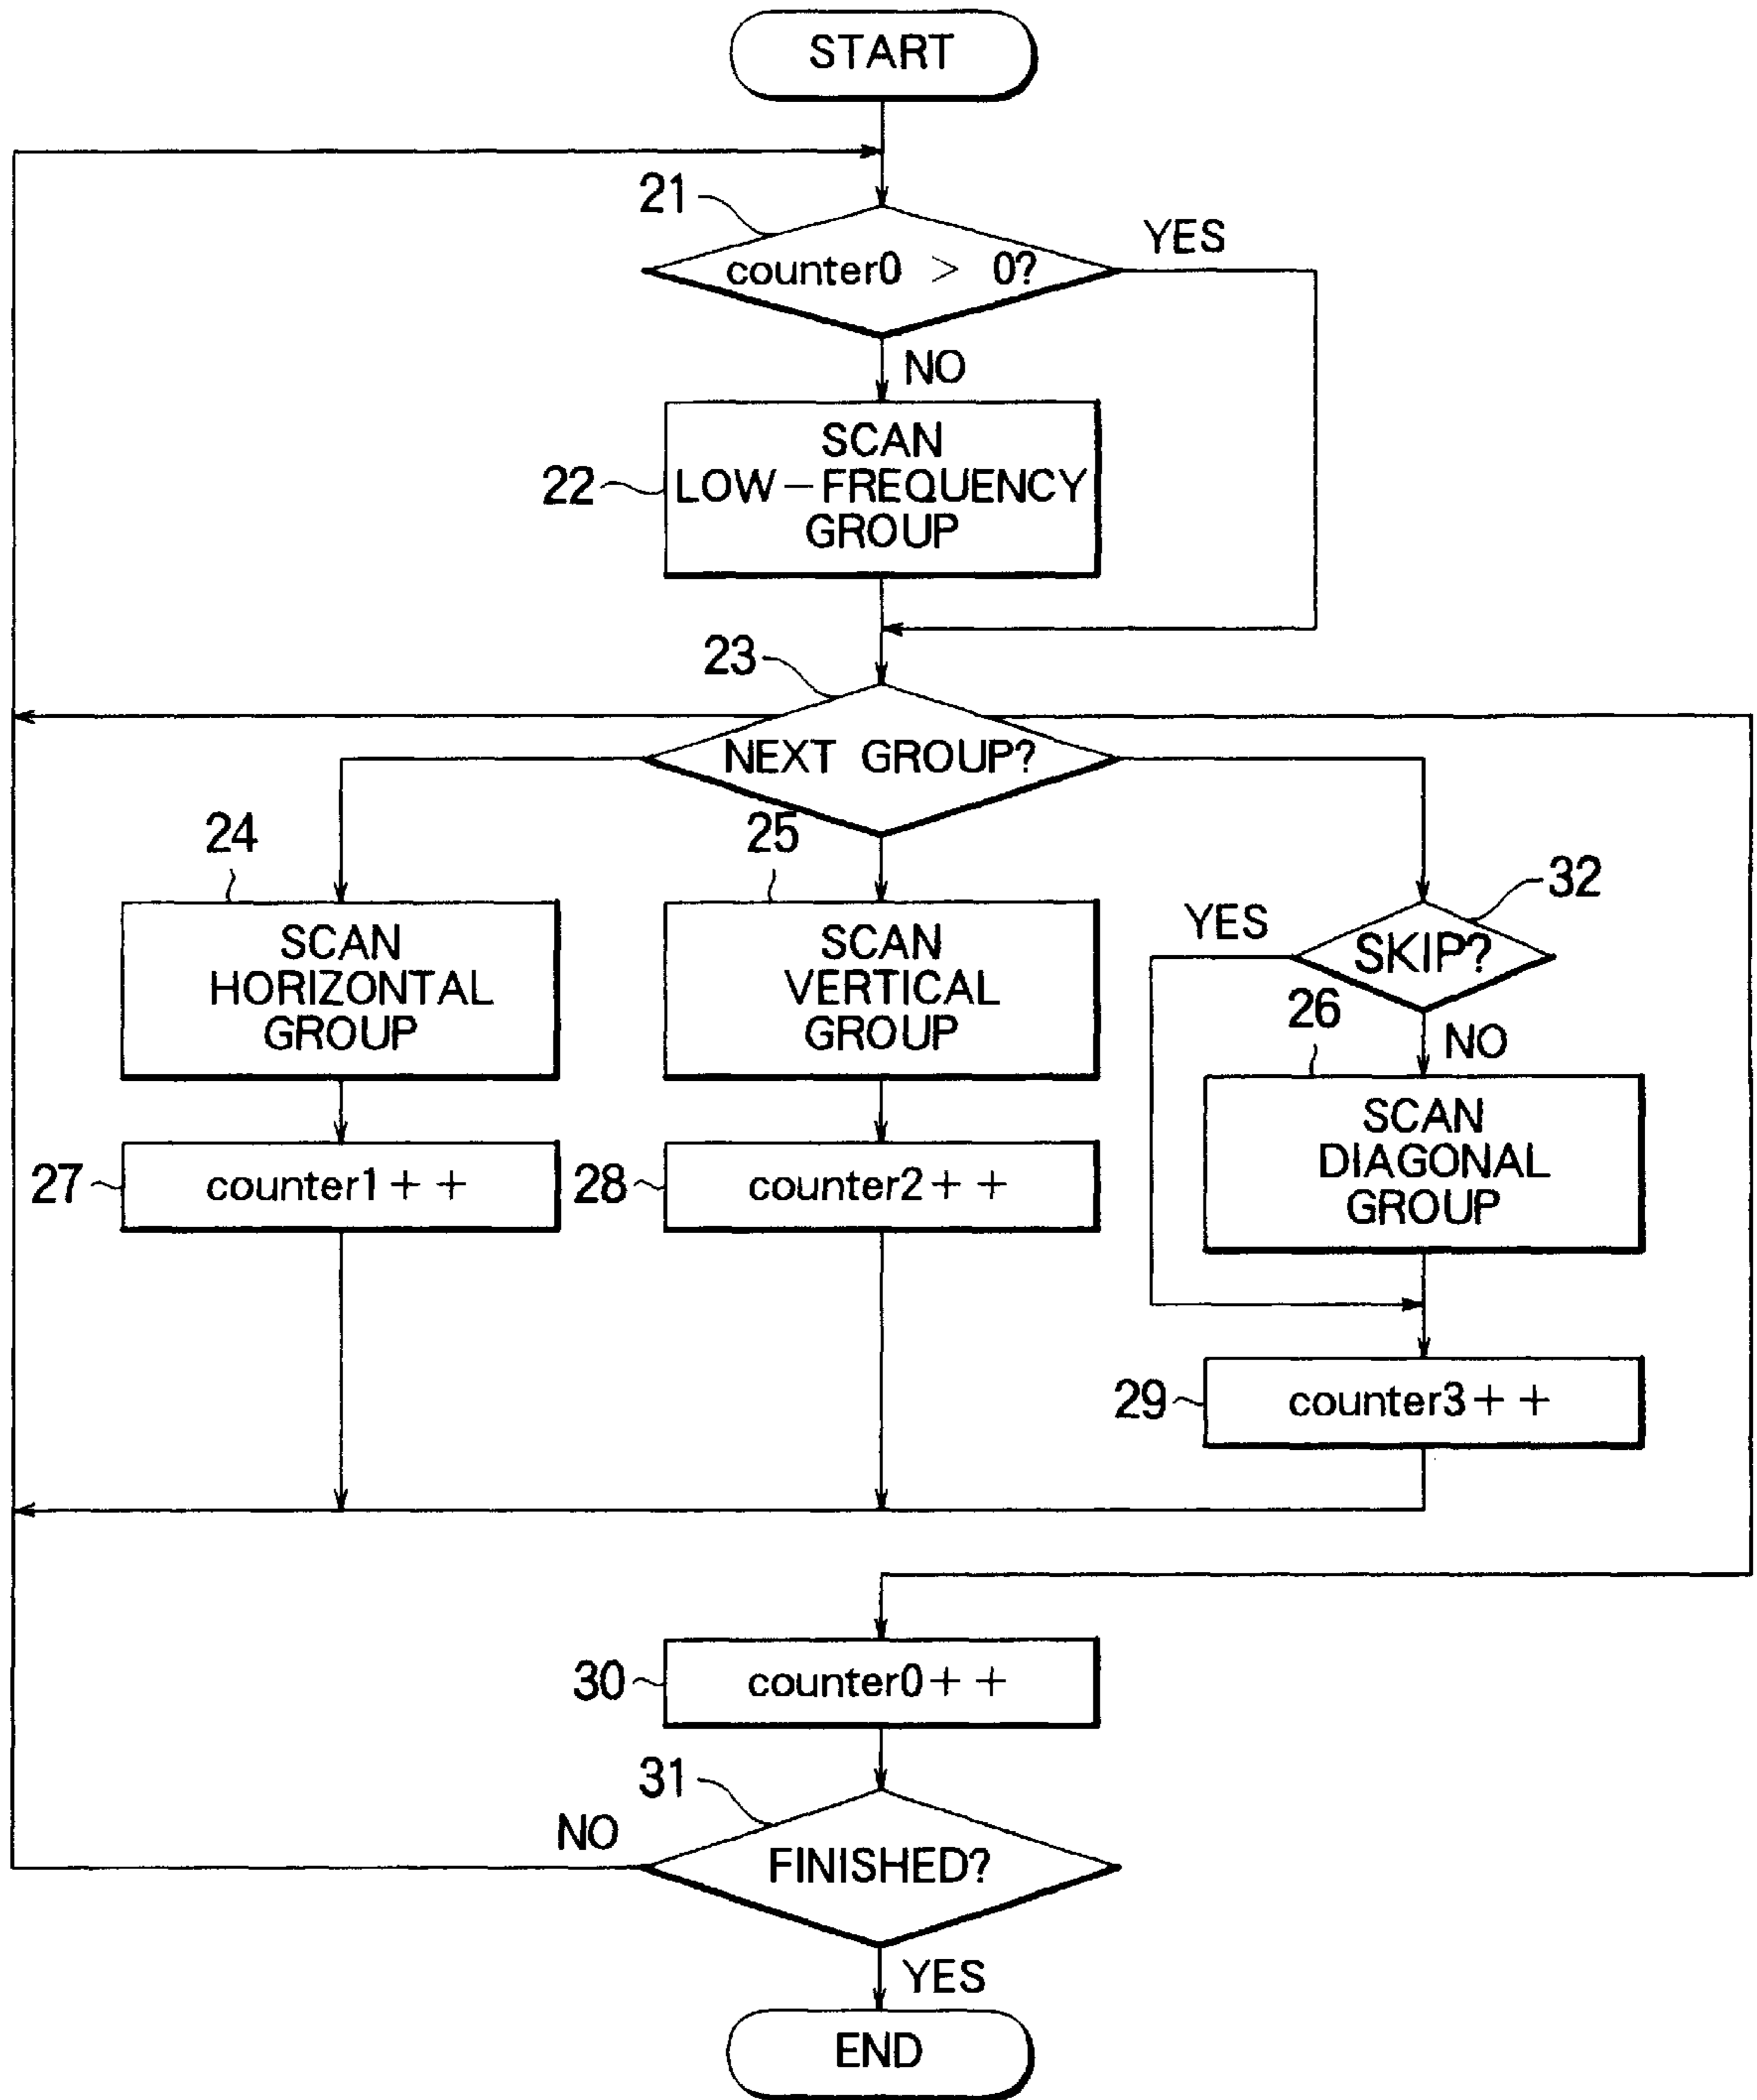 START
21
YES
counter0 > 0?
NO
SCAN
22
LOW-FREQUENCY
GROUP
23
NEXT GROUP?
24
25
32
YES
SKIP?
SCAN
HORIZONTAL
GROUP
SCAN
VERTICAL
GROUP
26
NO
SCAN
DIAGONAL
GROUP
27
counter1++
28
counter2++
29
counter3++
30
counter0++
31
NO
FINISHED?
YES
END